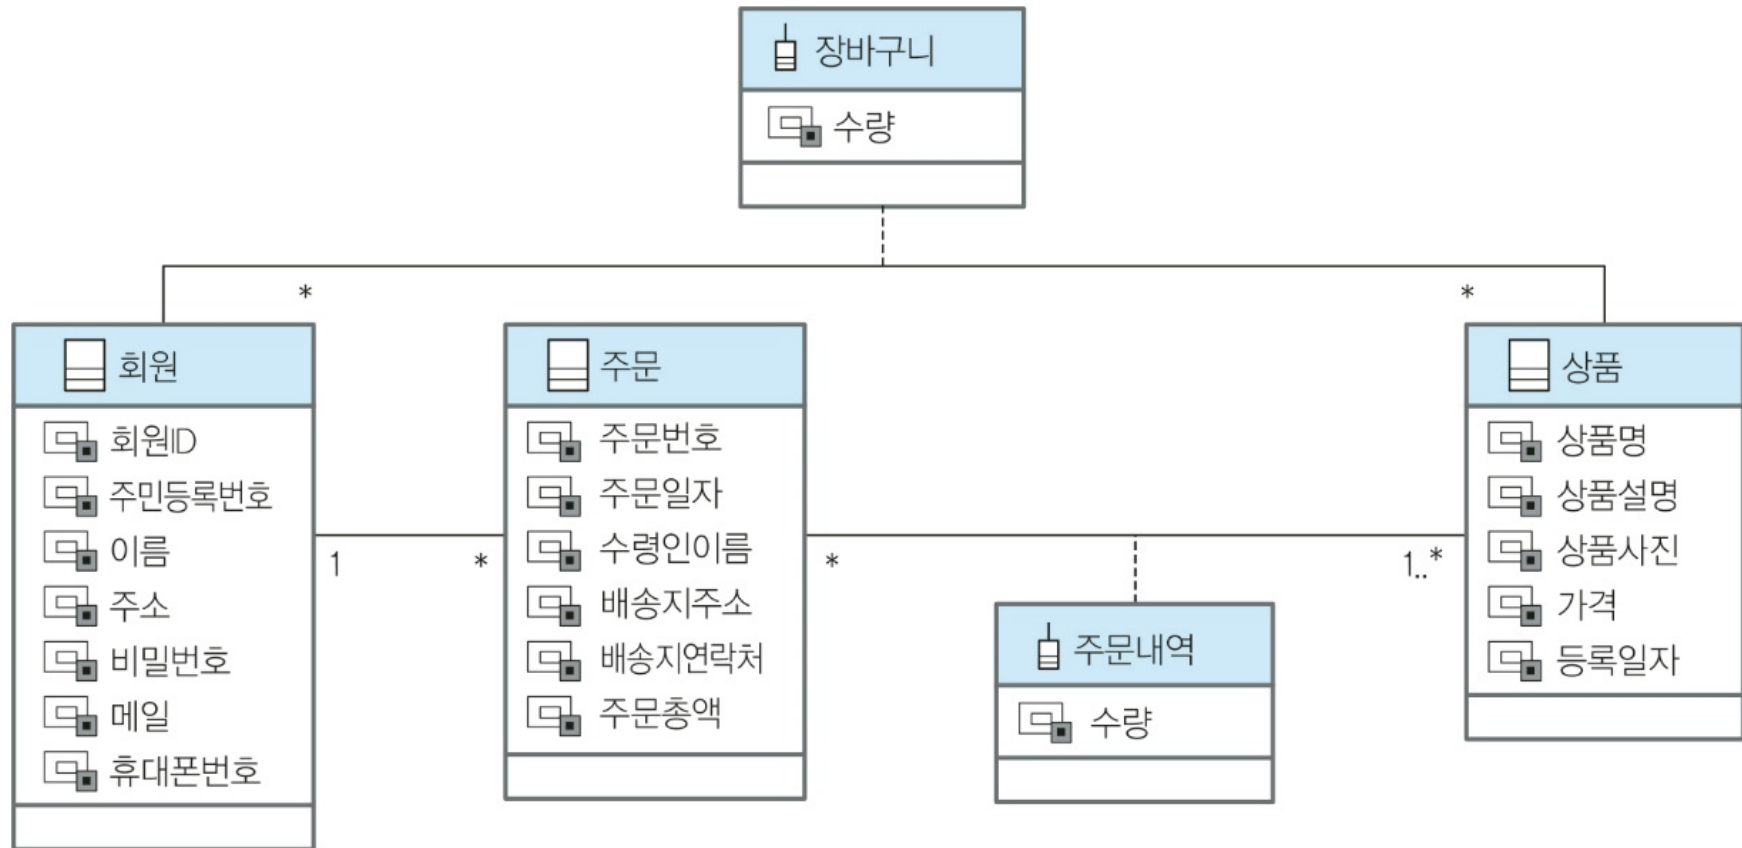 장바구니
수량
*
*
회원
회원ID
주민등록번호
이름
주소
비밀번호
메일
휴대폰번호
1
*
주문
주문번호
주문일자
수령인이름
배송지주소
배송지연락처
주문총액
*
1..*
주문내역
수량
상품
상품명
상품설명
상품사진
가격
등록일자